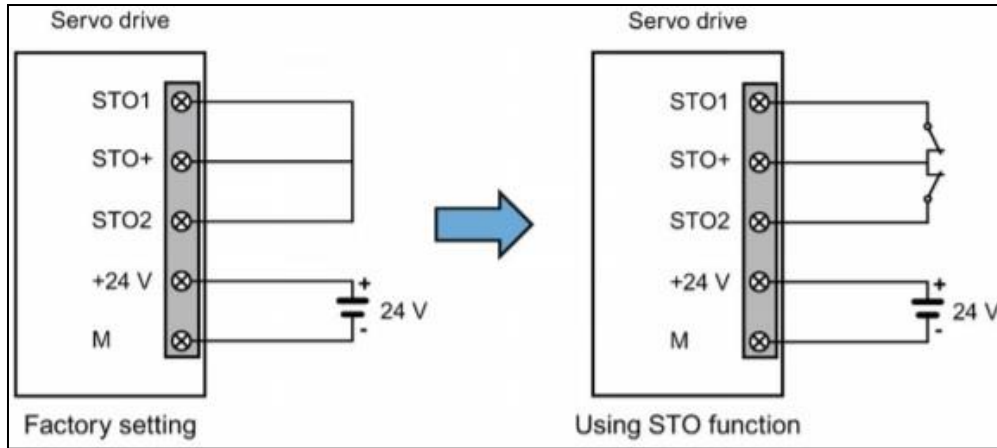 Servo drive
STO1
STO+
STO2
+24 V
M
+
24 V
-
Factory setting
Servo drive
STO1
STO+
STO2
+24 V
M
+
24 V
-
Using STO function